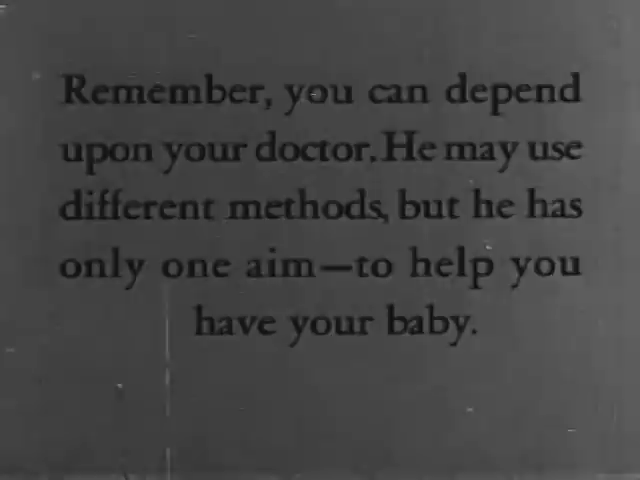 Remember, you can depend
upon your doctor. He may use
different methods, but he has
only one aim—to help you
have your baby.